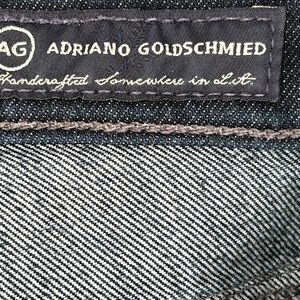 AG ADRIANO GOLDSCHMIED
Handcrafted Somewhere in L.A.